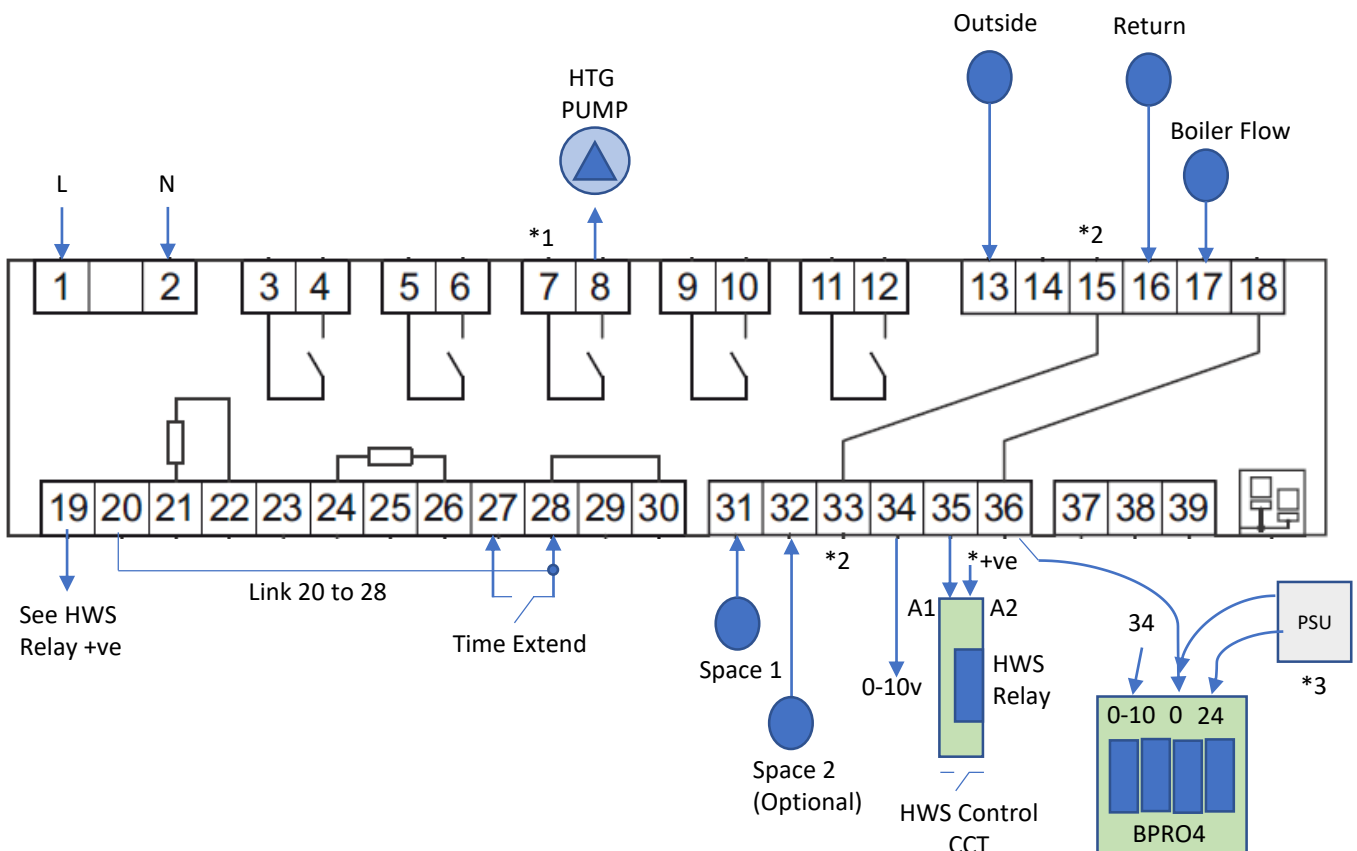 Outside
Return
HTG
PUMP
Boiler Flow
L
N
*1
*2
1 2 3 4 5 6 7 8 9 10 11 12 13 14 15 16 17 18
19 20 21 22 23 24 25 26 27 28 29 30 31 32 33 34 35 36 37 38 39
Link 20 to 28
See HWS
Relay +ve
Time Extend
*2
*+ve
A1
A2
Space 1
0-10v
HWS
Relay
34
PSU
*3
0-10 0 24
Space 2
(Optional)
HWS Control
CCT
BPRO4